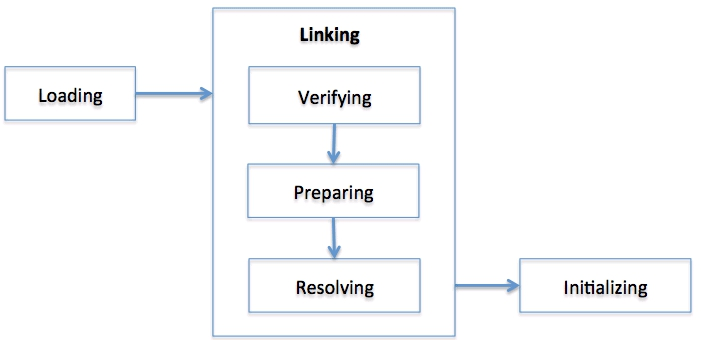 Linking
Loading
Verifying
Preparing
Resolving
Initializing